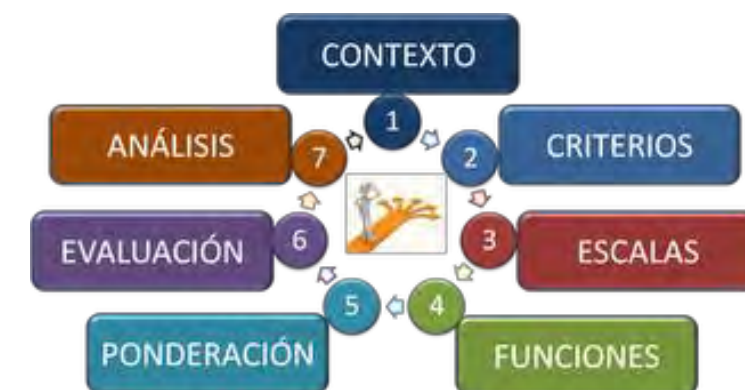 CONTEXTO
1
CRITERIOS
2
ESCALAS
3
FUNCIONES
4
PONDERACIÓN
5
EVALUACIÓN
6
ANÁLISIS
7